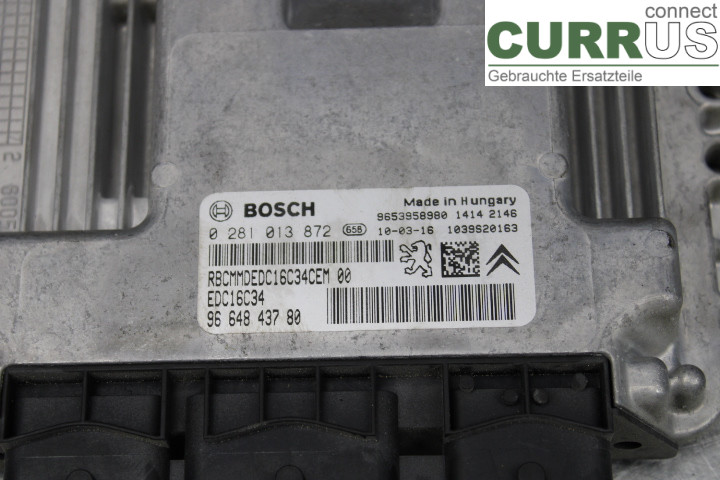 connect
CURRUS
Gebrauchte Ersatzteile
BOSCH
Made in Hungary
9653958980 1414 2146
0 281 013 872 658 10-03-16 1039S20163
RBCMMDEDC16C34CEM 00
EDC16C34
96 648 437 80